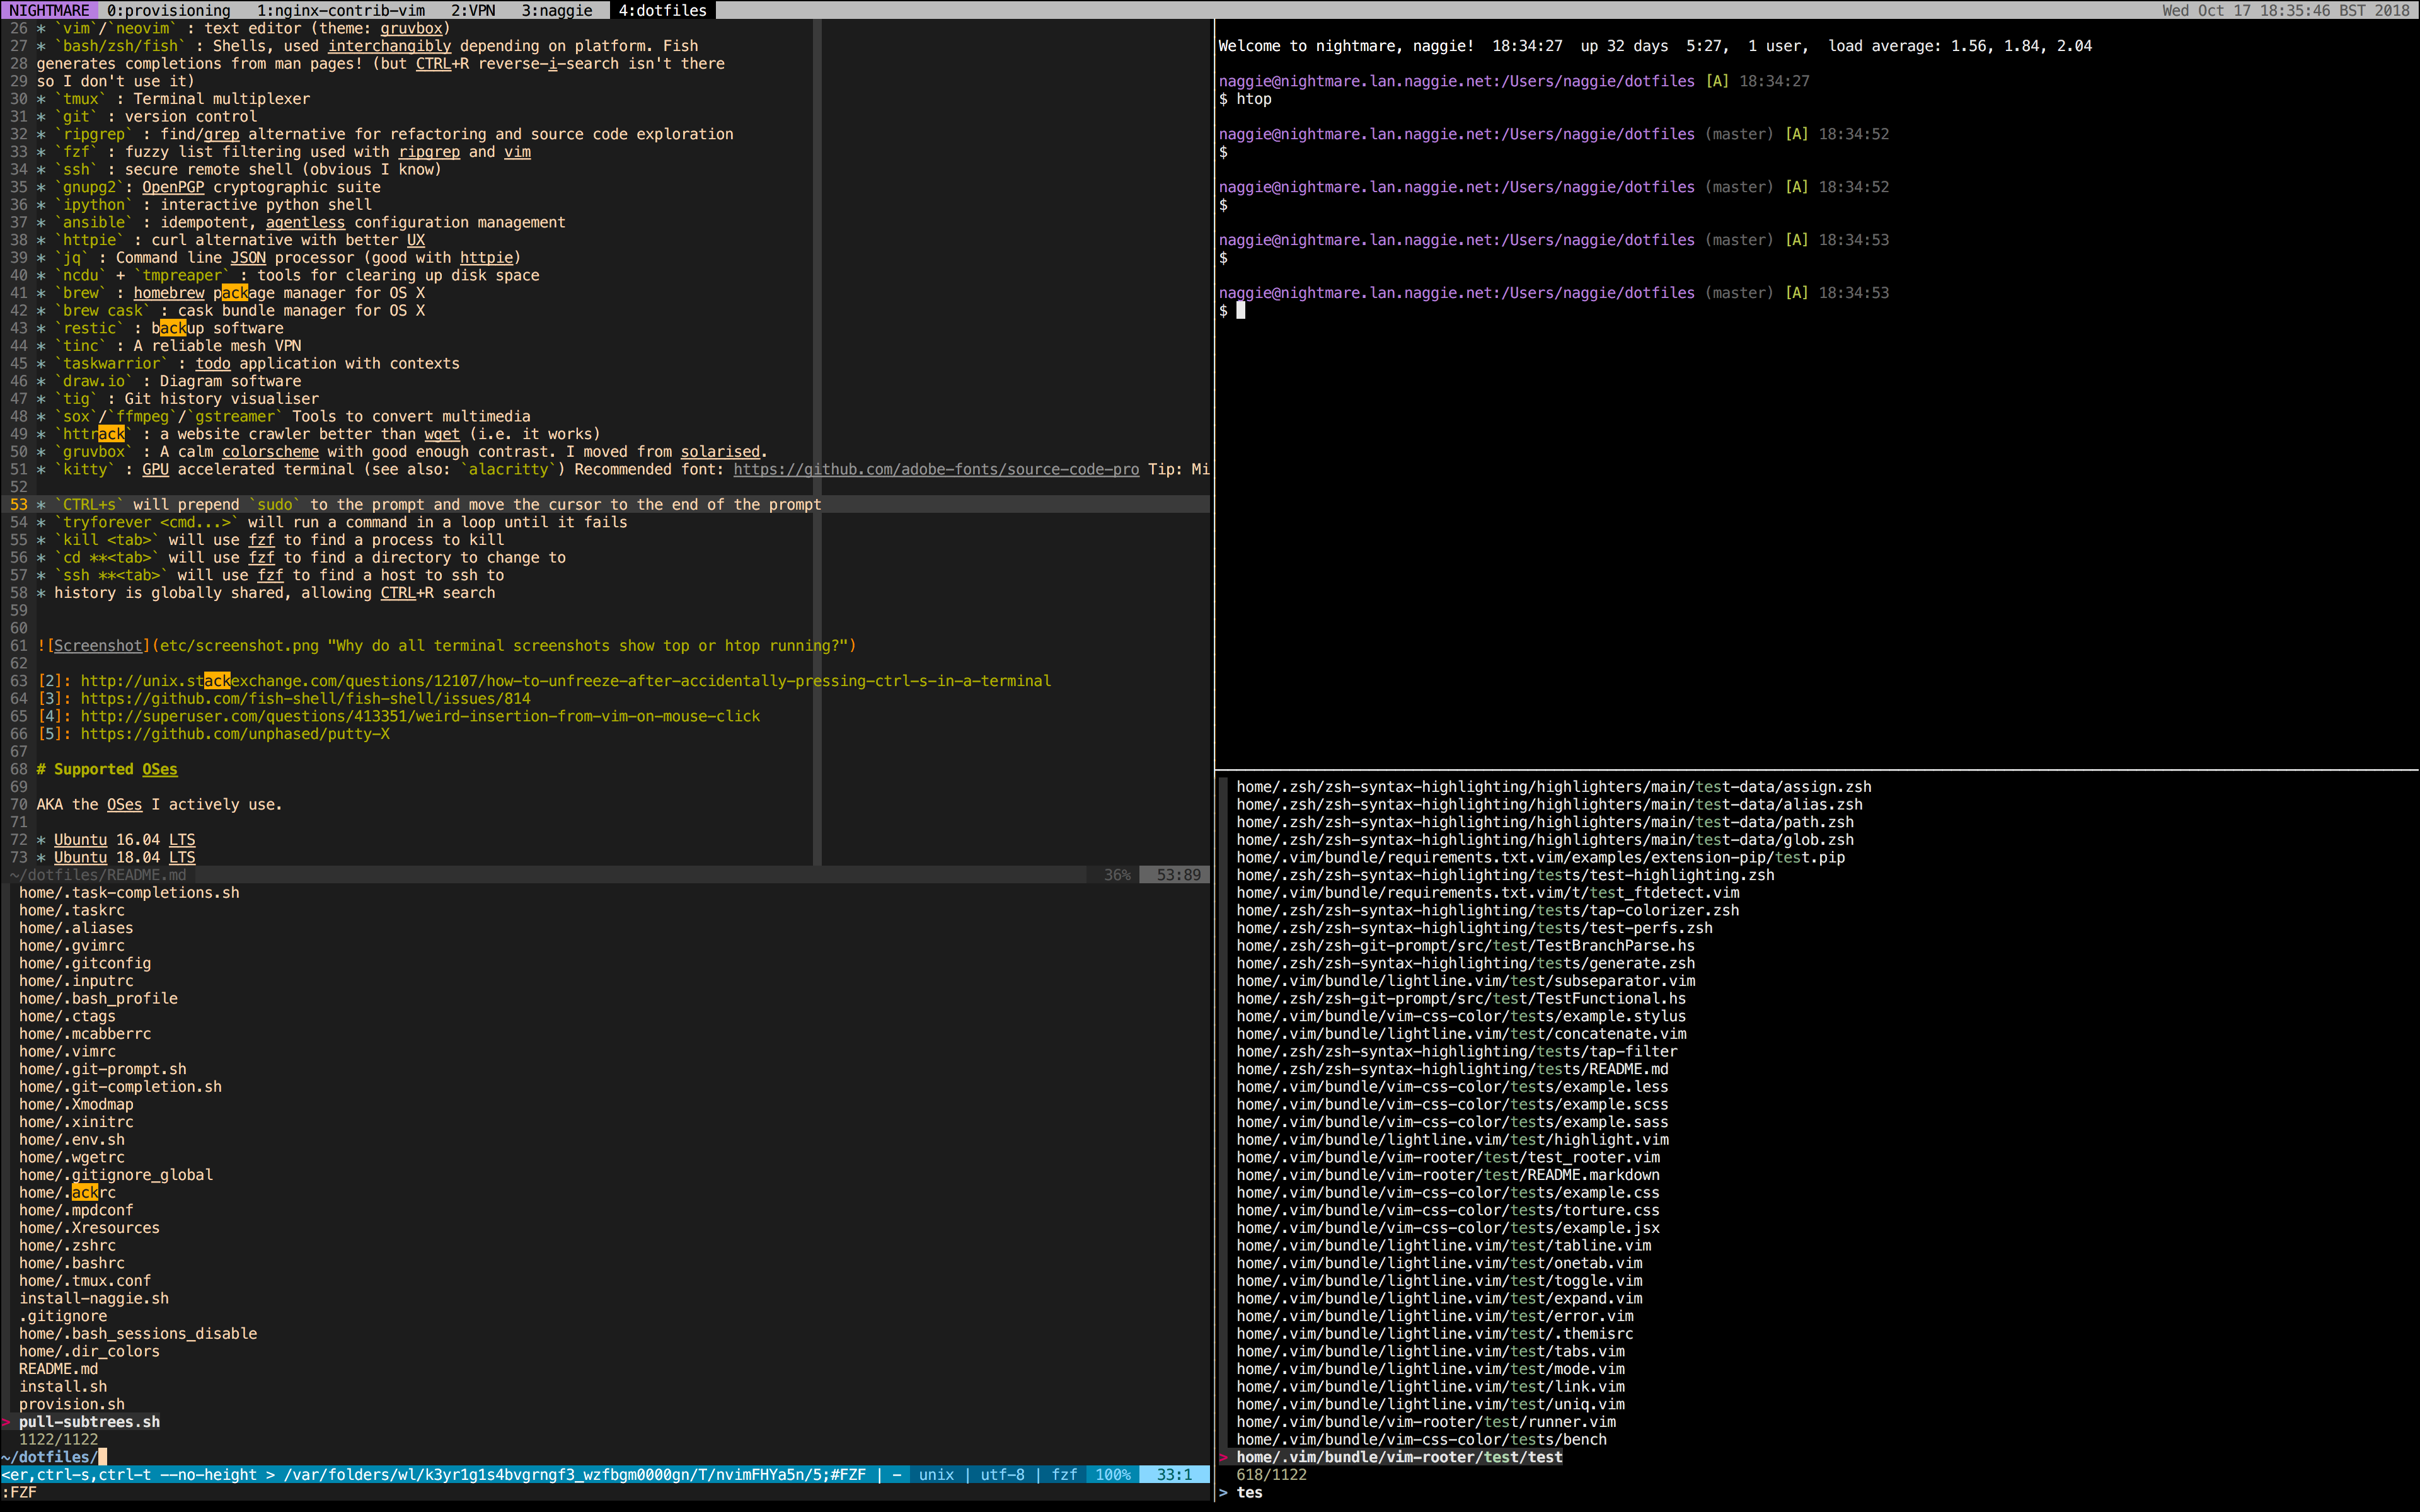 NIGHTMARE 0:provisioning 1:nginx-contrib-vim 2:VPN 3:naggie 4:dotfiles Wed Oct 17 18:35:46 BST 2018
26 * `vim`/`neovim` : text editor (theme: gruvbox)
27 * `bash/zsh/fish` : Shells, used interchangibly depending on platform. Fish
28 generates completions from man pages! (but CTRL+R reverse-i-search isn't there
29 so I don't use it)
30 * `tmux` : Terminal multiplexer
31 * `git` : version control
32 * `ripgrep` : find/grep alternative for refactoring and source code exploration
33 * `fzf` : fuzzy list filtering used with ripgrep and vim
34 * `ssh` : secure remote shell (obvious I know)
35 * `gnupg2`: OpenPGP cryptographic suite
36 * `ipython` : interactive python shell
37 * `ansible` : idempotent, agentless configuration management
38 * `httpie` : curl alternative with better UX
39 * `jq` : Command line JSON processor (good with httpie)
40 * `ncdu` + `tmpreaper` : tools for clearing up disk space
41 * `brew` : homebrew package manager for OS X
42 * `brew cask` : cask bundle manager for OS X
43 * `restic` : backup software
44 * `tinc` : A reliable mesh VPN
45 * `taskwarrior` : todo application with contexts
46 * `draw.io` : Diagram software
47 * `tig` : Git history visualiser
48 * `sox`/`ffmpeg`/`gstreamer` Tools to convert multimedia
49 * `httrack` : a website crawler better than wget (i.e. it works)
50 * `gruvbox` : A calm colorscheme with good enough contrast. I moved from solarised.
51 * `kitty` : GPU accelerated terminal (see also: `alacritty`) Recommended font: https://github.com/adobe-fonts/source-code-pro Tip: Mi
52
53 * `CTRL+s` will prepend `sudo` to the prompt and move the cursor to the end of the prompt
54 * `tryforever <cmd...>` will run a command in a loop until it fails
55 * `kill <tab>` will use fzf to find a process to kill
56 * `cd **<tab>` will use fzf to find a directory to change to
57 * `ssh **<tab>` will use fzf to find a host to ssh to
58 * history is globally shared, allowing CTRL+R search
59
60
61 ![Screenshot](etc/screenshot.png "Why do all terminal screenshots show top or htop running?")
62
63 [2]: http://unix.stackexchange.com/questions/12107/how-to-unfreeze-after-accidentally-pressing-ctrl-s-in-a-terminal
64 [3]: https://github.com/fish-shell/fish-shell/issues/814
65 [4]: http://superuser.com/questions/413351/weird-insertion-from-vim-on-mouse-click
66 [5]: https://github.com/unphased/putty-X
67
68 # Supported OSes
69
70 AKA the OSes I actively use.
71
72 * Ubuntu 16.04 LTS
73 * Ubuntu 18.04 LTS
~/dotfiles/README.md 36% 53:89
home/.task-completions.sh
home/.taskrc
home/.aliases
home/.gvimrc
home/.gitconfig
home/.inputrc
home/.bash_profile
home/.ctags
home/.mcabberrc
home/.vimrc
home/.git-prompt.sh
home/.git-completion.sh
home/.Xmodmap
home/.xinitrc
home/.env.sh
home/.wgetrc
home/.gitignore_global
home/.ackrc
home/.mpdconf
home/.Xresources
home/.zshrc
home/.bashrc
home/.tmux.conf
install-naggie.sh
.gitignore
home/.bash_sessions_disable
home/.dir_colors
README.md
install.sh
provision.sh
> pull-subtrees.sh
1122/1122
~/dotfiles/
<er,ctrl-s,ctrl-t --no-height > /var/folders/wl/k3yr1g1s4bvgrngf3_wzfbgm0000gn/T/nvimFHYa5n/5;#FZF | - unix | utf-8 | fzf 100% 33:1
:FZF
Welcome to nightmare, naggie! 18:34:27 up 32 days 5:27, 1 user, load average: 1.56, 1.84, 2.04
naggie@nightmare.lan.naggie.net:/Users/naggie/dotfiles [A] 18:34:27
$ htop
naggie@nightmare.lan.naggie.net:/Users/naggie/dotfiles (master) [A] 18:34:52
$
naggie@nightmare.lan.naggie.net:/Users/naggie/dotfiles (master) [A] 18:34:52
$
naggie@nightmare.lan.naggie.net:/Users/naggie/dotfiles (master) [A] 18:34:53
$
naggie@nightmare.lan.naggie.net:/Users/naggie/dotfiles (master) [A] 18:34:53
$
home/.zsh/zsh-syntax-highlighting/highlighters/main/test-data/assign.zsh
home/.zsh/zsh-syntax-highlighting/highlighters/main/test-data/alias.zsh
home/.zsh/zsh-syntax-highlighting/highlighters/main/test-data/path.zsh
home/.zsh/zsh-syntax-highlighting/highlighters/main/test-data/glob.zsh
home/.vim/bundle/requirements.txt.vim/examples/extension-pip/test.pip
home/.zsh/zsh-syntax-highlighting/tests/test-highlighting.zsh
home/.vim/bundle/requirements.txt.vim/t/test_ftdetect.vim
home/.zsh/zsh-syntax-highlighting/tests/tap-colorizer.zsh
home/.zsh/zsh-syntax-highlighting/tests/test-perfs.zsh
home/.zsh/zsh-git-prompt/src/test/TestBranchParse.hs
home/.zsh/zsh-syntax-highlighting/tests/generate.zsh
home/.vim/bundle/lightline.vim/test/subseparator.vim
home/.zsh/zsh-git-prompt/src/test/TestFunctional.hs
home/.vim/bundle/vim-css-color/tests/example.stylus
home/.vim/bundle/lightline.vim/test/concatenate.vim
home/.zsh/zsh-syntax-highlighting/tests/tap-filter
home/.zsh/zsh-syntax-highlighting/tests/README.md
home/.vim/bundle/vim-css-color/tests/example.less
home/.vim/bundle/vim-css-color/tests/example.scss
home/.vim/bundle/vim-css-color/tests/example.sass
home/.vim/bundle/lightline.vim/test/highlight.vim
home/.vim/bundle/vim-rooter/test/test_rooter.vim
home/.vim/bundle/vim-rooter/test/README.markdown
home/.vim/bundle/vim-css-color/tests/example.css
home/.vim/bundle/vim-css-color/tests/torture.css
home/.vim/bundle/vim-css-color/tests/example.jsx
home/.vim/bundle/lightline.vim/test/tabline.vim
home/.vim/bundle/lightline.vim/test/onetab.vim
home/.vim/bundle/lightline.vim/test/toggle.vim
home/.vim/bundle/lightline.vim/test/expand.vim
home/.vim/bundle/lightline.vim/test/error.vim
home/.vim/bundle/lightline.vim/test/.themisrc
home/.vim/bundle/lightline.vim/test/tabs.vim
home/.vim/bundle/lightline.vim/test/mode.vim
home/.vim/bundle/lightline.vim/test/link.vim
home/.vim/bundle/lightline.vim/test/uniq.vim
home/.vim/bundle/vim-rooter/test/runner.vim
home/.vim/bundle/vim-css-color/tests/bench
> home/.vim/bundle/vim-rooter/test/test
618/1122
> tes